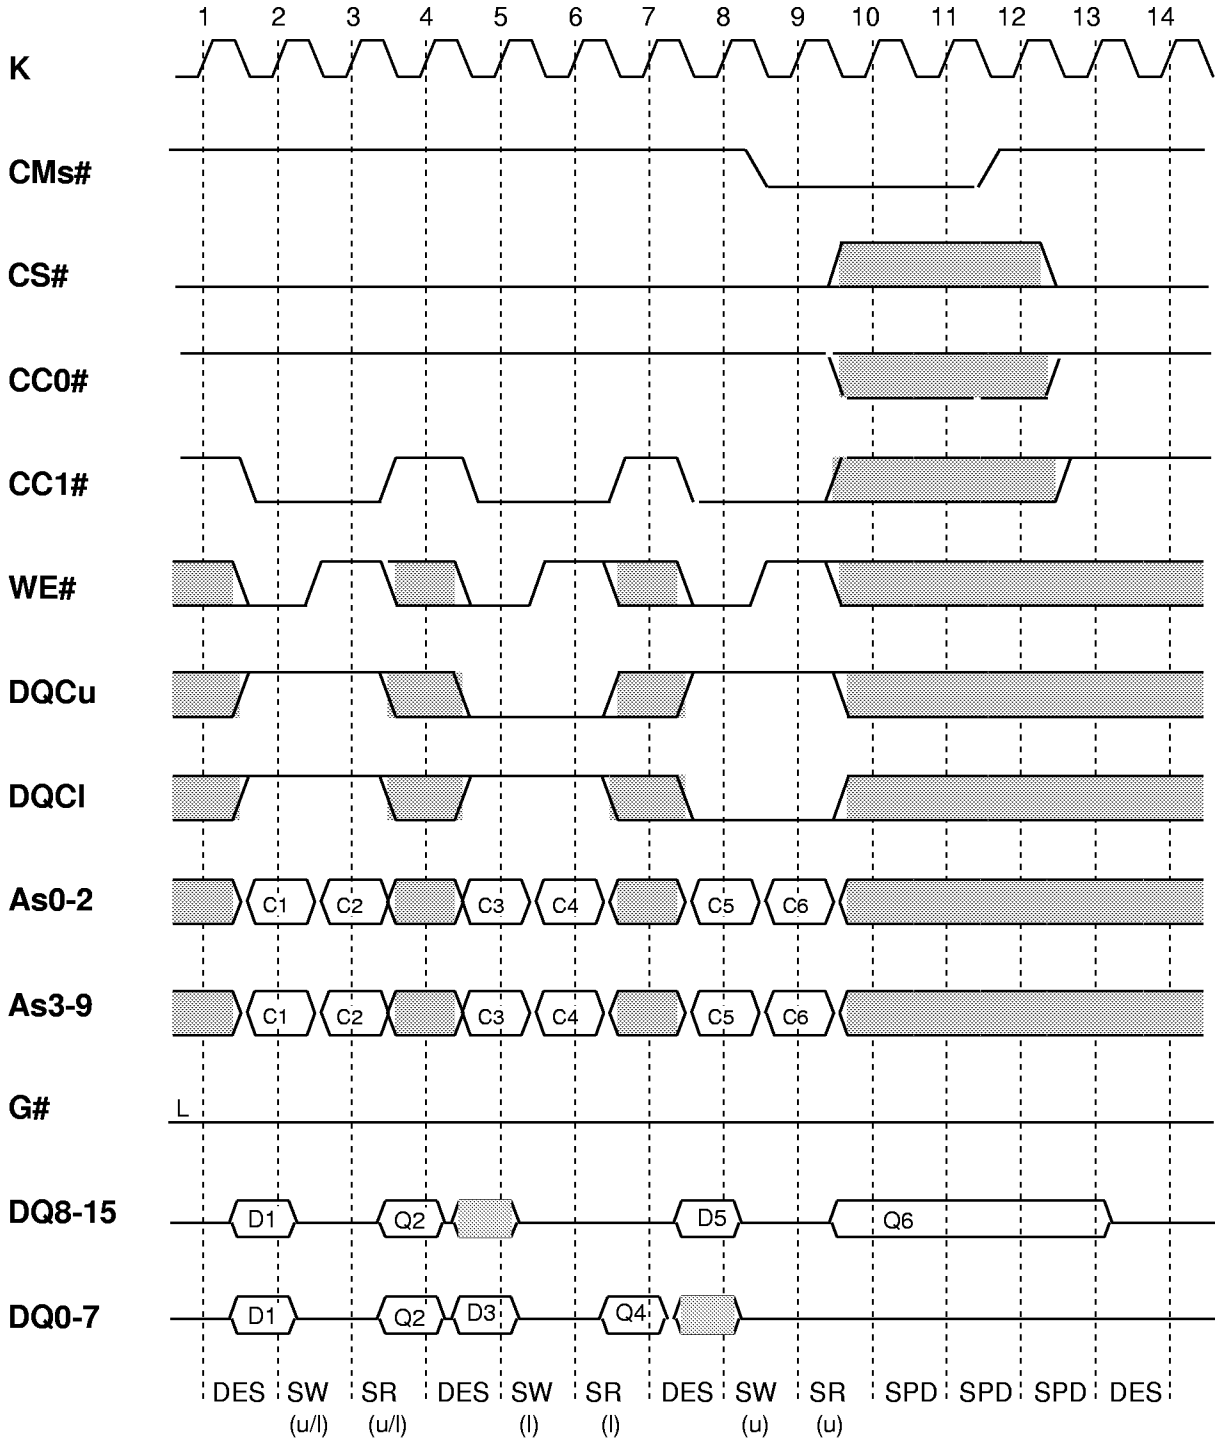 1 2 3 4 5 6 7 8 9 10 11 12 13 14
K
CMs#
CS#
CC0#
CC1#
WE#
DQCu
DQCl
As0-2 C1 C2 C3 C4 C5 C6
As3-9 C1 C2 C3 C4 C5 C6
G# L
DQ8-15 D1 Q2 D5 Q6
DQ0-7 D1 Q2 D3 Q4
DES SW SR DES SW SR DES SW SR SPD SPD SPD DES
(u/l) (u/l) (l) (l) (u) (u)